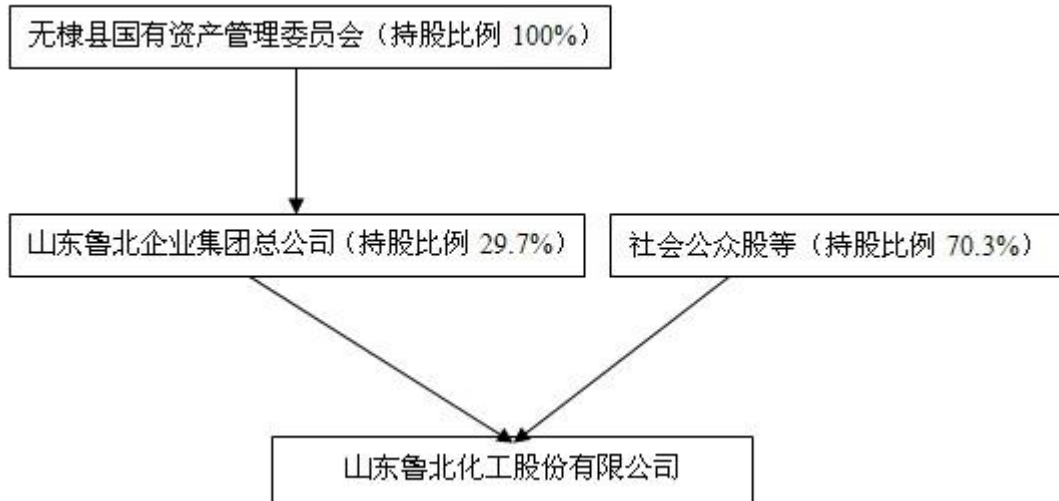 无棣县国有资产管理委员会（持股比例 100%）
山东鲁北企业集团总公司（持股比例 29.7%）
社会公众股等（持股比例 70.3%）
山东鲁北化工股份有限公司